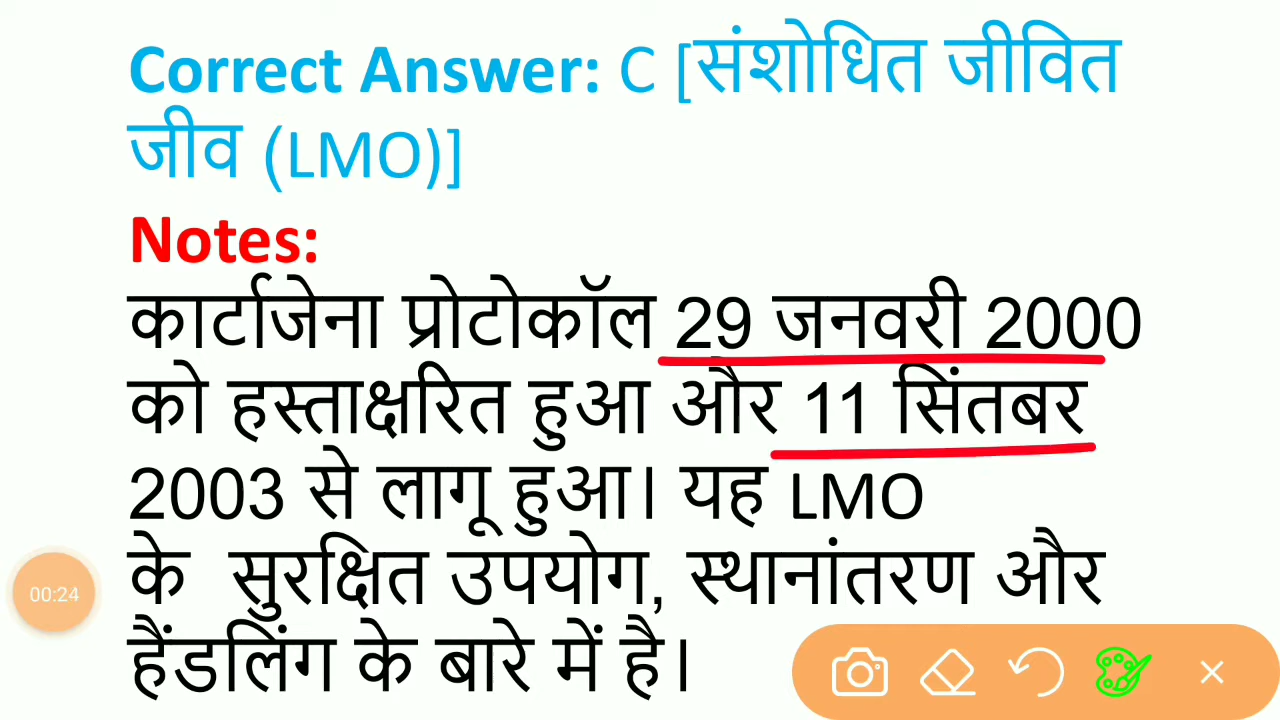 Correct Answer: C [संशोधित जीवित
जीव (LMO)]
Notes:
कार्टाजेना प्रोटोकॉल 29 जनवरी 2000
को हस्ताक्षरित हुआ और 11 सिंतबर
2003 से लागू हुआ। यह LMO
के सुरक्षित उपयोग, स्थानांतरण और
हैंडलिंग के बारे में है।
00:24